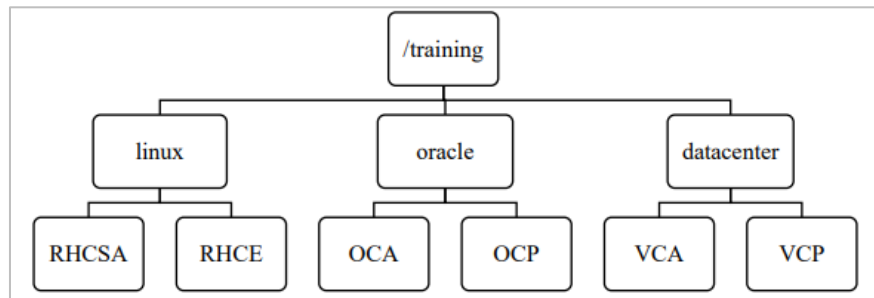 /training
linux oracle datacenter
RHCSA RHCE OCA OCP VCA VCP